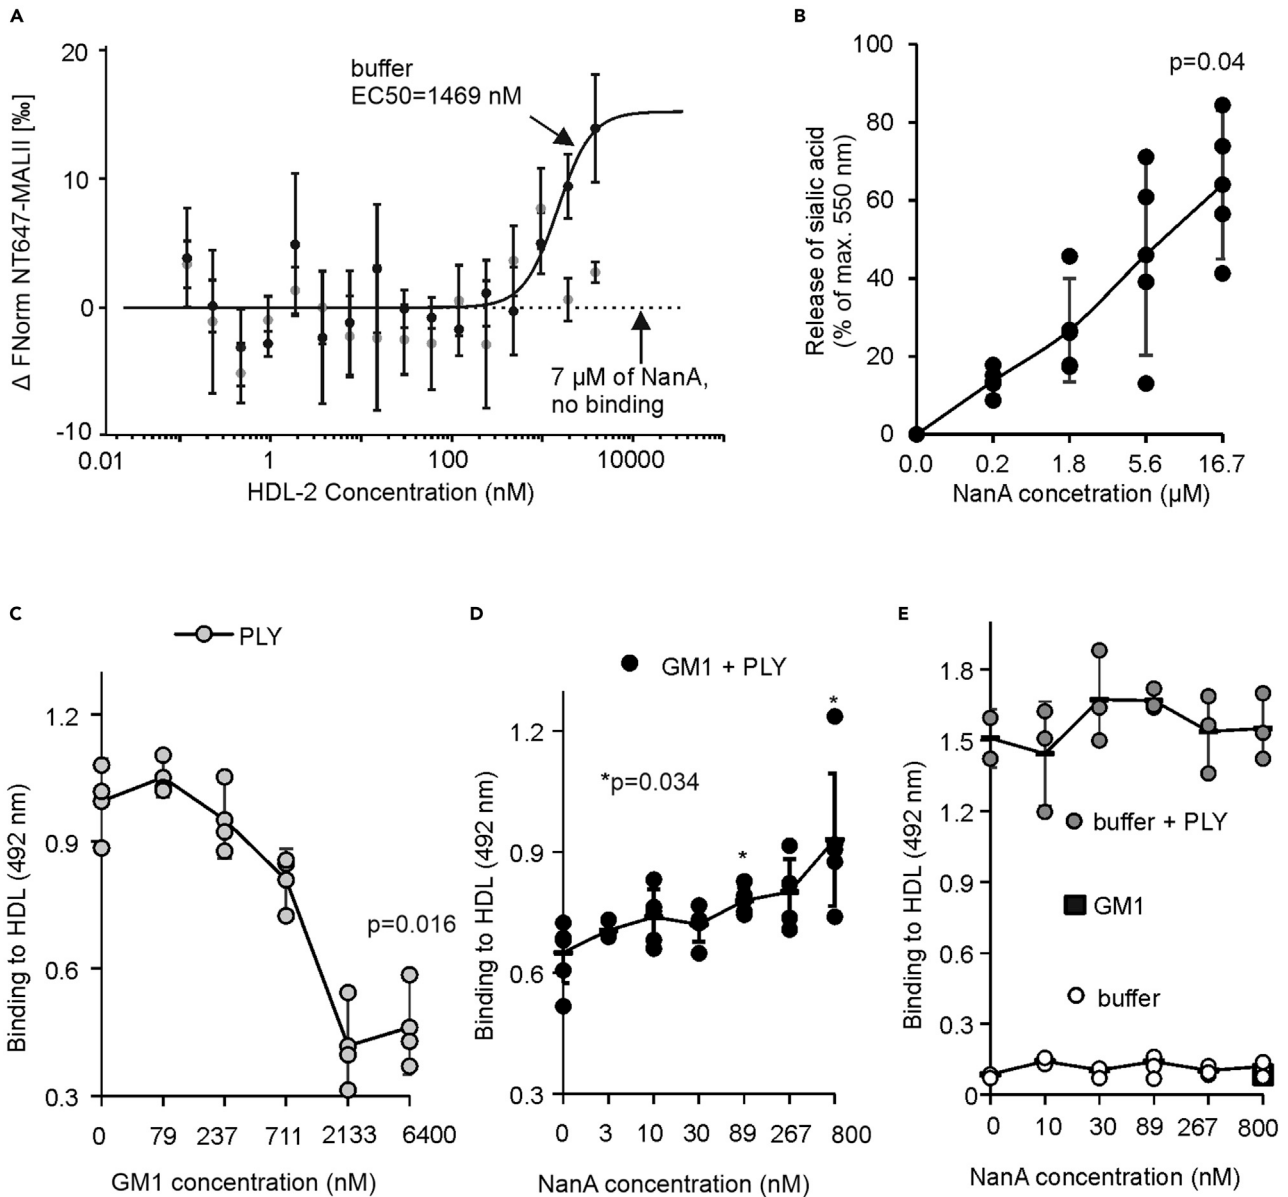 A
20
10
0
-10
Δ FNorm NT647-MALII [‰]
buffer
EC50=1469 nM
7 µM of NanA,
no binding
0.01
1
100
10000
HDL-2 Concentration (nM)
B
100
80
60
40
20
0
Release of sialic acid
(% of max. 550 nm)
p=0.04
0.0
0.2
1.8
5.6
16.7
NanA concetration (µM)
C
PLY
1.2
0.9
0.6
0.3
Binding to HDL (492 nm)
p=0.016
0
79
237
711
2133
6400
GM1 concentration (nM)
D
GM1 + PLY
1.2
0.9
0.6
0.3
Binding to HDL (492 nm)
*p=0.034
*
*
0
3
10
30
89
267
800
NanA concentration (nM)
E
1.8
1.5
1.2
0.9
0.6
0.3
0
Binding to HDL (492 nm)
buffer + PLY
GM1
buffer
0
10
30
89
267
800
NanA concentration (nM)